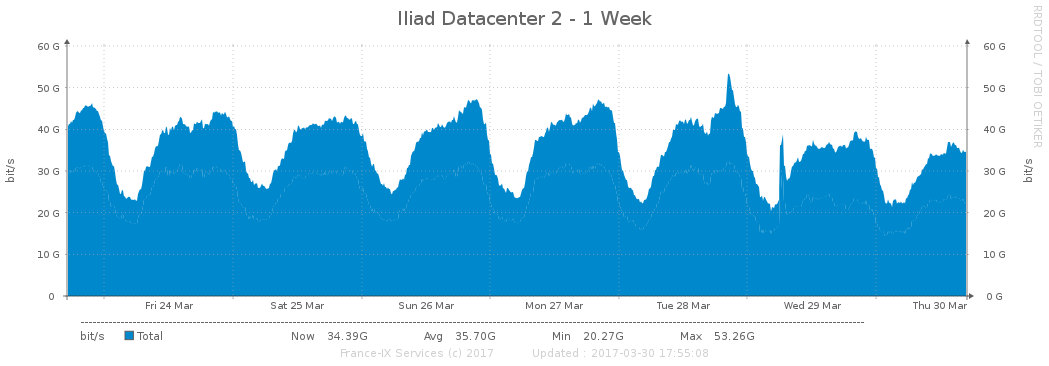 Iliad Datacenter 2 - 1 Week
RRDTOOL / TOBI OETIKER
60 G 60 G
50 G 50 G
40 G 40 G
30 G 30 G
20 G 20 G
10 G 10 G
0 0 G
bit/s
bit/s
Fri 24 Mar Sat 25 Mar Sun 26 Mar Mon 27 Mar Tue 28 Mar Wed 29 Mar Thu 30 Mar
bit/s Total Now 34.39G Avg 35.70G Min 20.27G Max 53.26G
France-IX Services (c) 2017 Updated : 2017-03-30 17:55:08